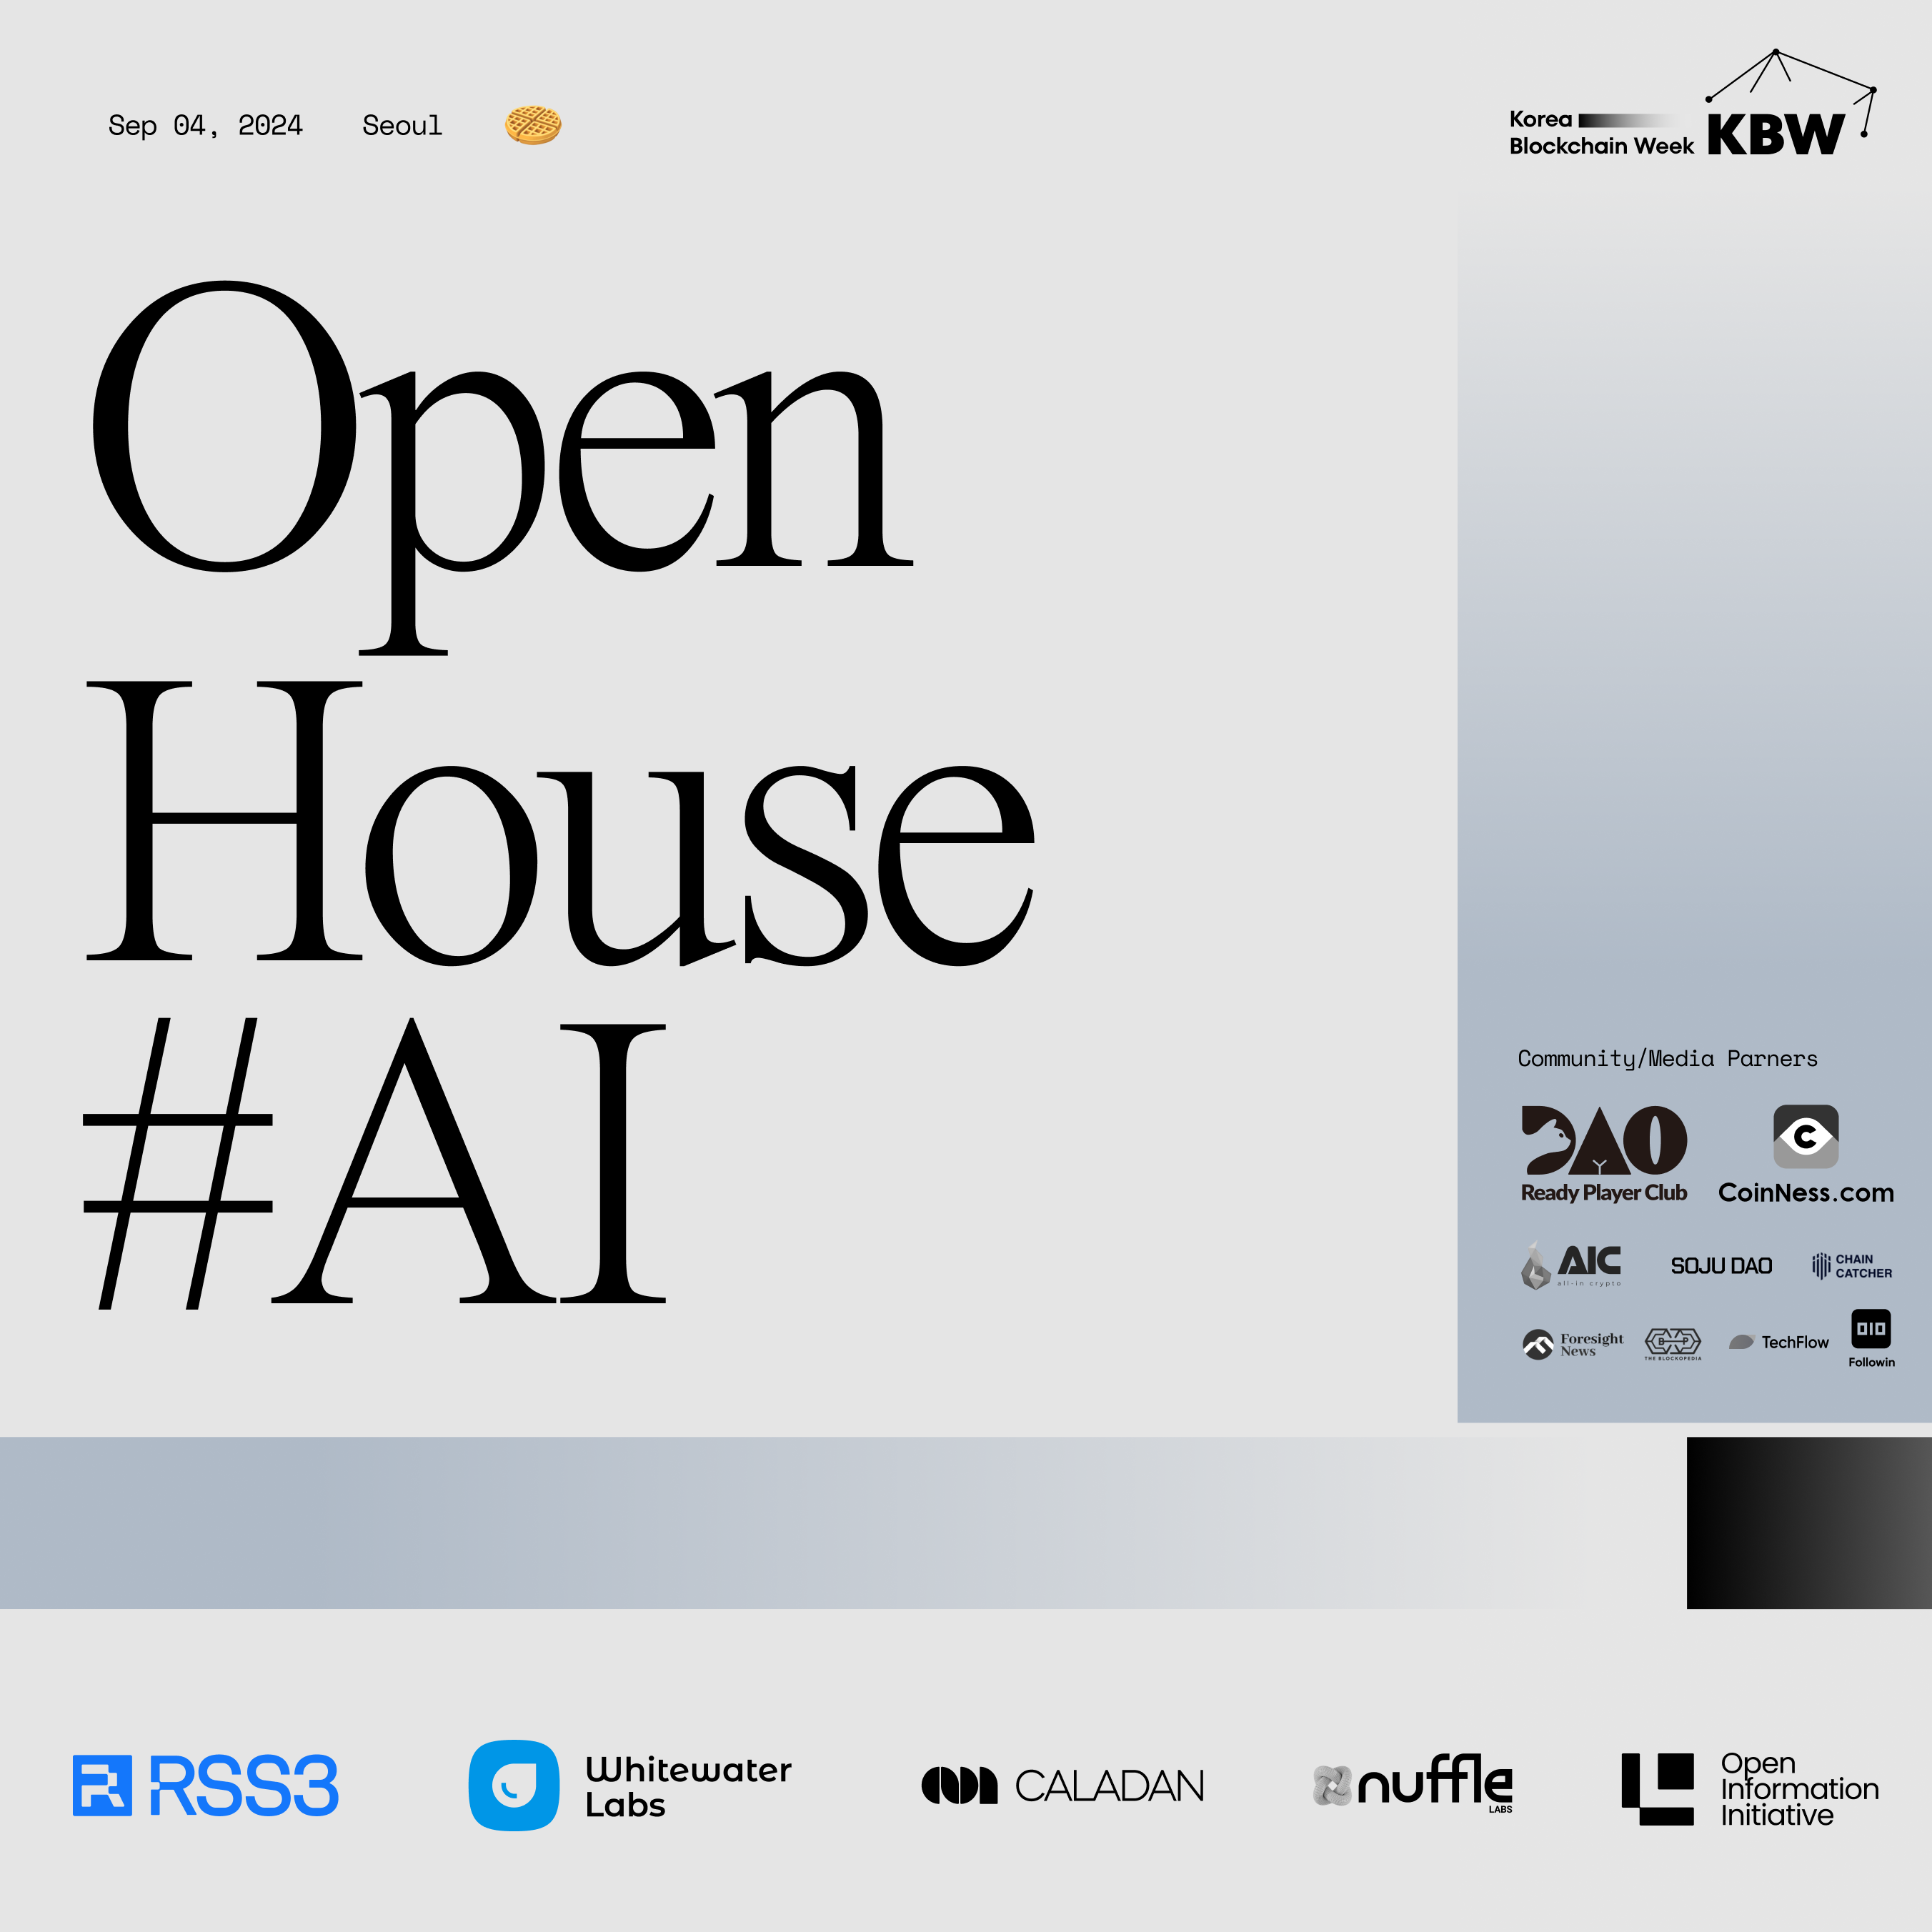 Sep 04, 2024 Seoul
Korea
Blockchain Week KBW
Open
House
#AI
Community/Media Parners
DAO
Ready Player Club
C
CoinNess.com
AIC
all-in crypto
SOJU DAO
CHAIN
CATCHER
Foresight
News
B P
THE BLOCKOPEDIA
TechFlow
Followin
RSS3
Whitewater
Labs
CALADAN
nuffle
LABS
Open
Information
Initiative